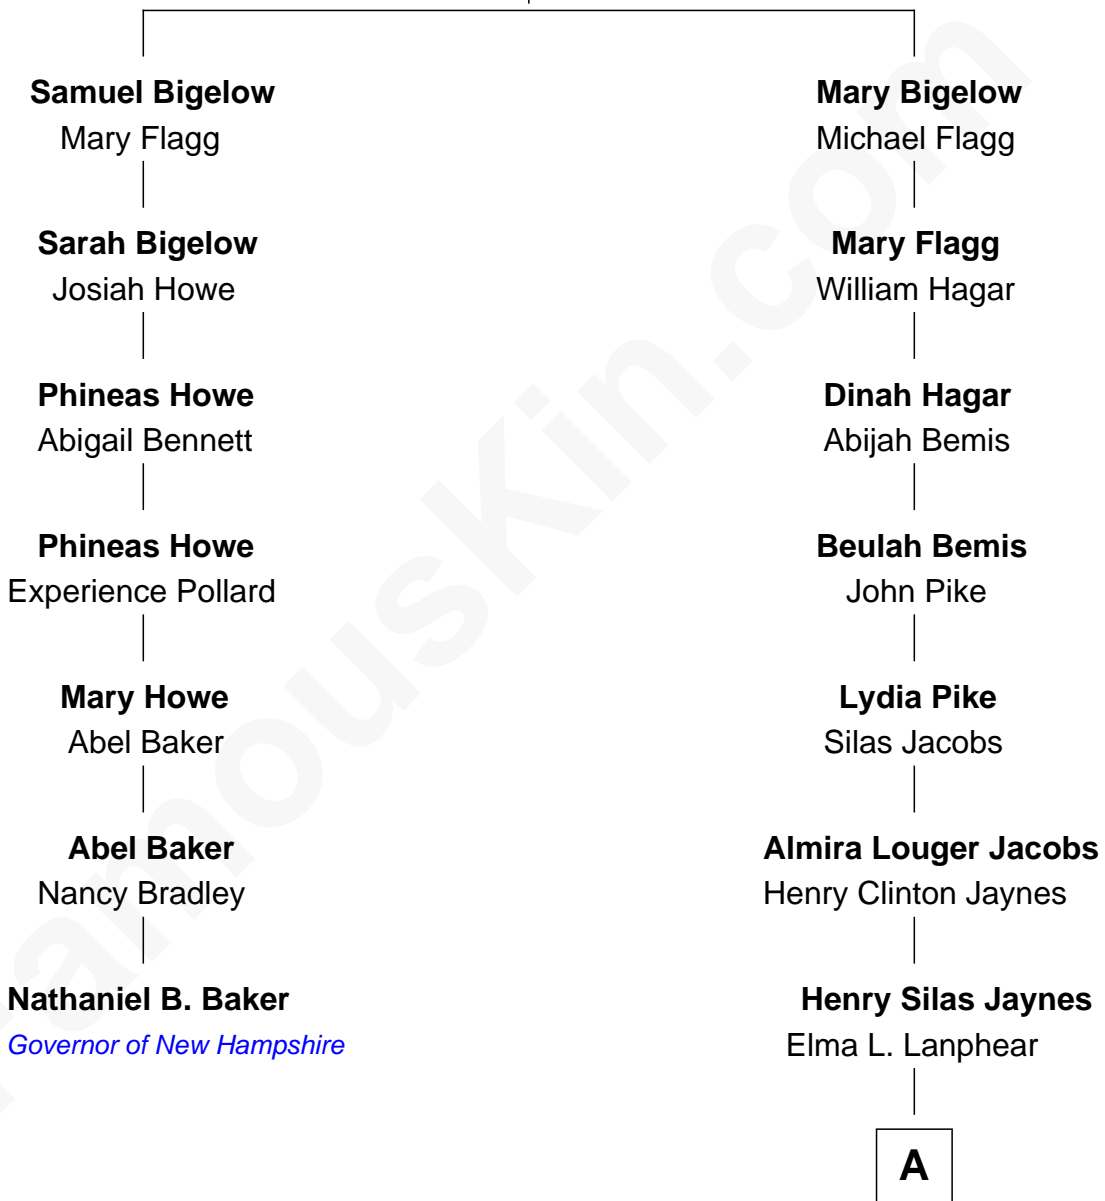 Samuel Bigelow
Mary Flagg
Sarah Bigelow
Josiah Howe
Phineas Howe
Abigail Bennett
Phineas Howe
Experience Pollard
Mary Howe
Abel Baker
Abel Baker
Nancy Bradley
Nathaniel B. Baker
Governor of New Hampshire
Mary Bigelow
Michael Flagg
Mary Flagg
William Hagar
Dinah Hagar
Abijah Bemis
Beulah Bemis
John Pike
Lydia Pike
Silas Jacobs
Almira Louger Jacobs
Henry Clinton Jaynes
Henry Silas Jaynes
Elma L. Lanphear
A
FamousKin.com